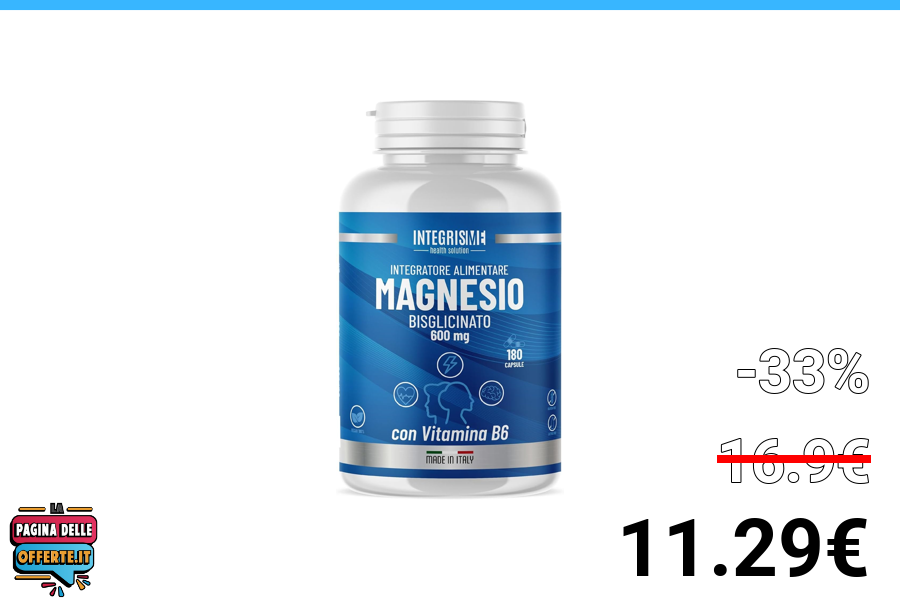 INTEGRISME
health solution
INTEGRATORE ALIMENTARE
MAGNESIO
BISGLICINATO
600 mg
180
CAPSULE
con Vitamina B6
MADE IN ITALY
-33%
16.9€
11.29€
LA
PAGINA DELLE
OFFERTE.IT